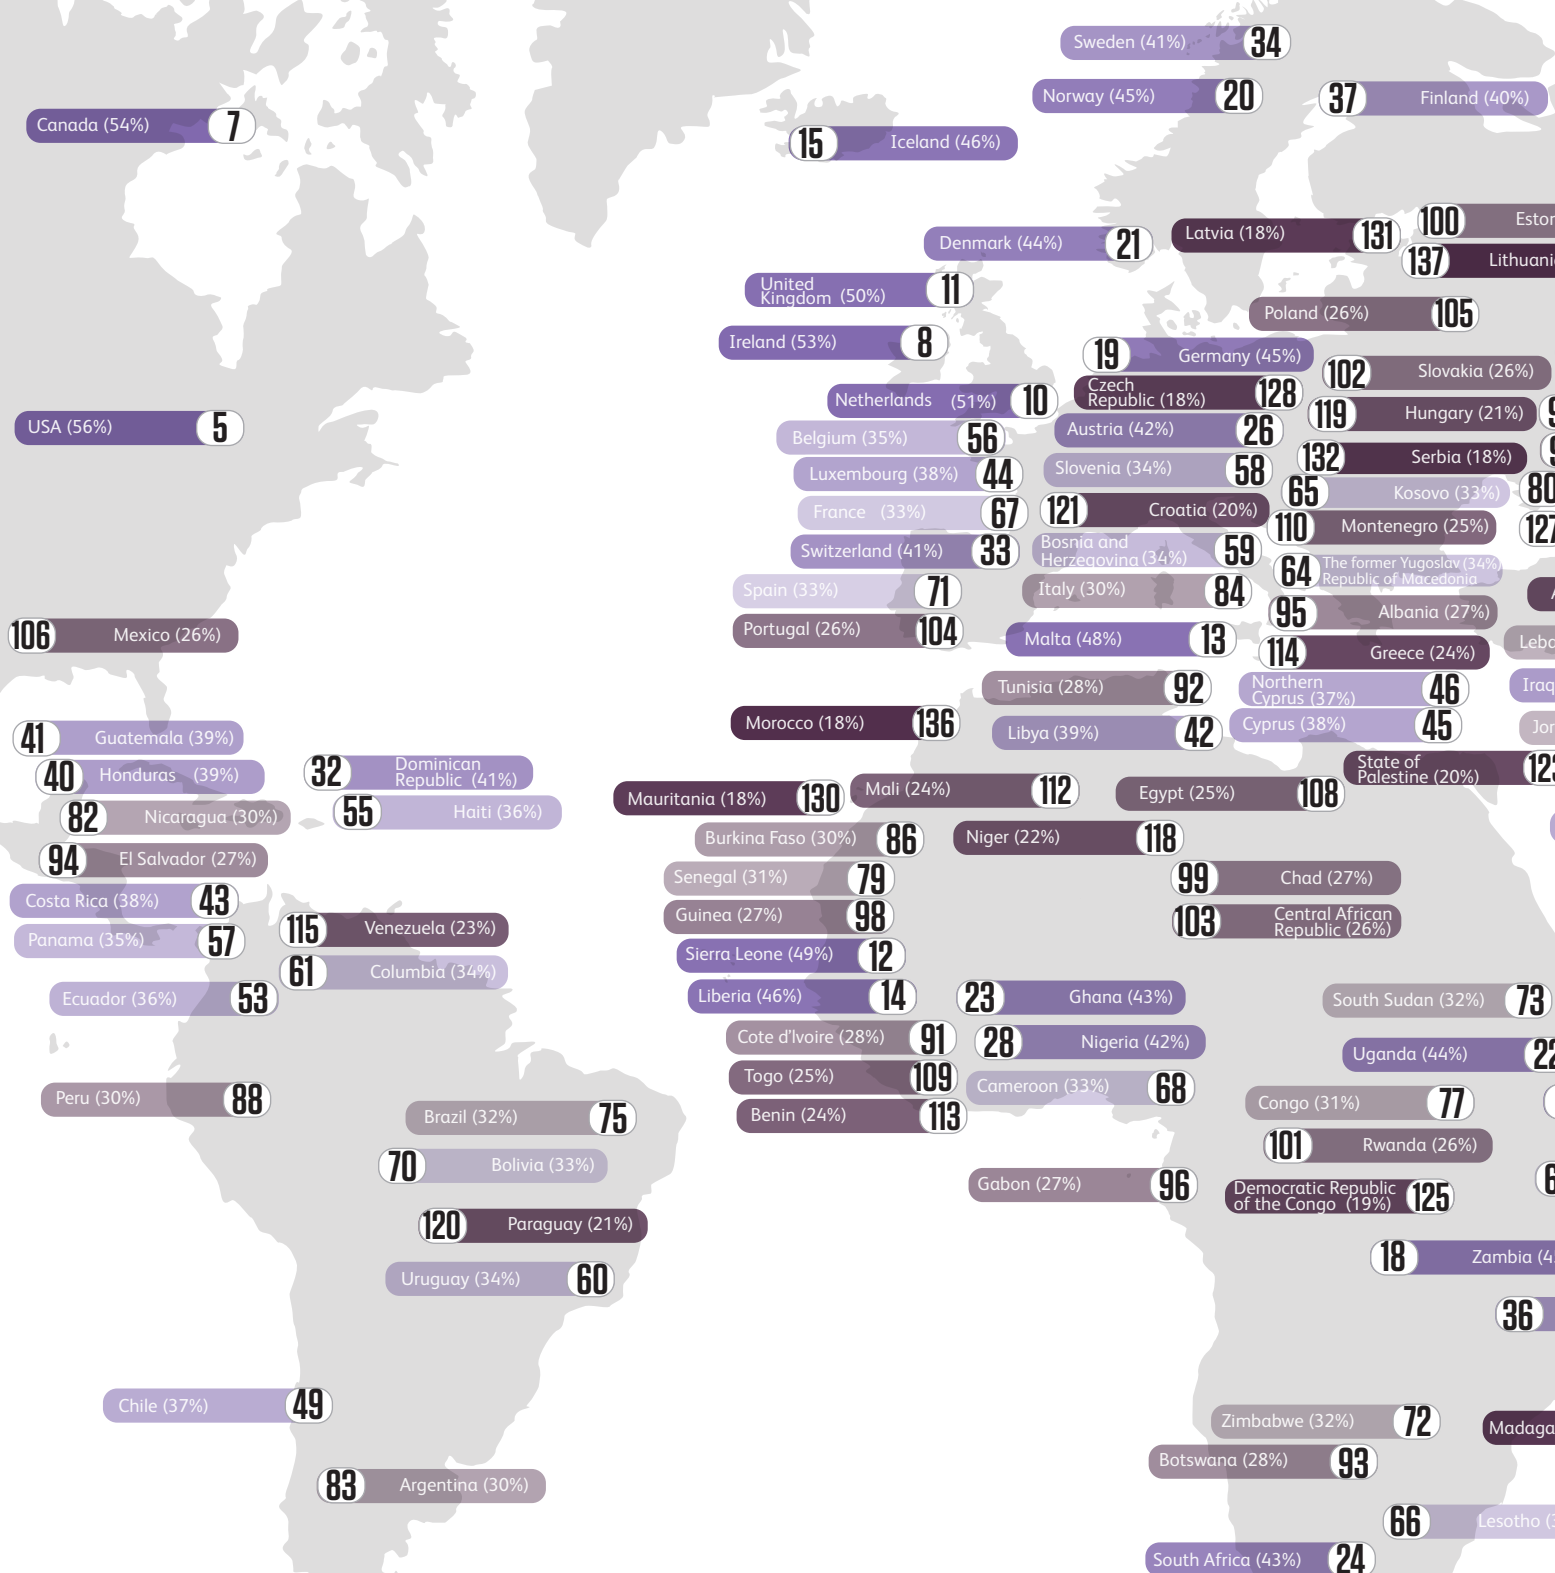 Sweden (41%) 34
Norway (45%) 20
37 Finland (40%)
Canada (54%) 7
15 Iceland (46%)
Denmark (44%) 21
Latvia (18%) 131
100 Estor
137 Lithuani
United
Kingdom (50%) 11
Poland (26%) 105
Ireland (53%) 8
19 Germany (45%)
102 Slovakia (26%)
Netherlands (51%) 10
Czech
Republic (18%) 128
119 Hungary (21%)
USA (56%) 5
Belgium (35%) 56
Austria (42%) 26
132 Serbia (18%)
Luxembourg (38%) 44
Slovenia (34%) 58
65 Kosovo (33%)
80
France (33%) 67
121 Croatia (20%)
110 Montenegro (25%)
127
Switzerland (41%) 33
Bosnia and
Herzegovina (34%) 59
64 The former Yugoslav (34%)
Republic of Macedonia
Spain (33%) 71
Italy (30%) 84
95 Albania (27%)
A
106 Mexico (26%)
Portugal (26%) 104
Malta (48%) 13
114 Greece (24%)
Leba
Tunisia (28%) 92
Northern
Cyprus (37%) 46
Iraq
Morocco (18%) 136
Libya (39%) 42
Cyprus (38%) 45
Jor
41 Guatemala (39%)
40 Honduras (39%)
32 Dominican
Republic (41%)
State of
Palestine (20%) 123
82 Nicaragua (30%)
55 Haiti (36%)
Mauritania (18%) 130
Mali (24%) 112
Egypt (25%) 108
94 El Salvador (27%)
Burkina Faso (30%) 86
Niger (22%) 118
Costa Rica (38%) 43
Senegal (31%) 79
99 Chad (27%)
Panama (35%) 57
115 Venezuela (23%)
Guinea (27%) 98
103 Central African
Republic (26%)
61 Columbia (34%)
Sierra Leone (49%) 12
Ecuador (36%) 53
Liberia (46%) 14
23 Ghana (43%)
South Sudan (32%) 73
Cote d'Ivoire (28%) 91
28 Nigeria (42%)
Uganda (44%) 22
Togo (25%) 109
Cameroon (33%) 68
Congo (31%) 77
Peru (30%) 88
Brazil (32%) 75
Benin (24%) 113
101 Rwanda (26%)
70 Bolivia (33%)
Gabon (27%) 96
Democratic Republic
of the Congo (19%) 125
6
120 Paraguay (21%)
18 Zambia (4
Uruguay (34%) 60
36
Chile (37%) 49
Zimbabwe (32%) 72
Madaga
Botswana (28%) 93
83 Argentina (30%)
66 Lesotho (3
South Africa (43%) 24